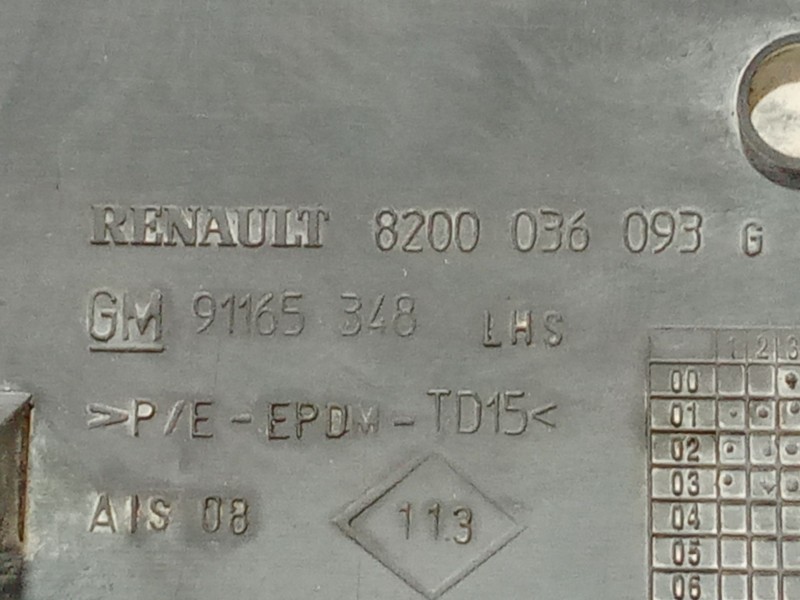 RENAULT 8200 036 093 G
GM 91165 348 LHS
>P/E-EPDM-TD15<
AIS 08
113
1 2 3
00
01
02
03
04
05
06